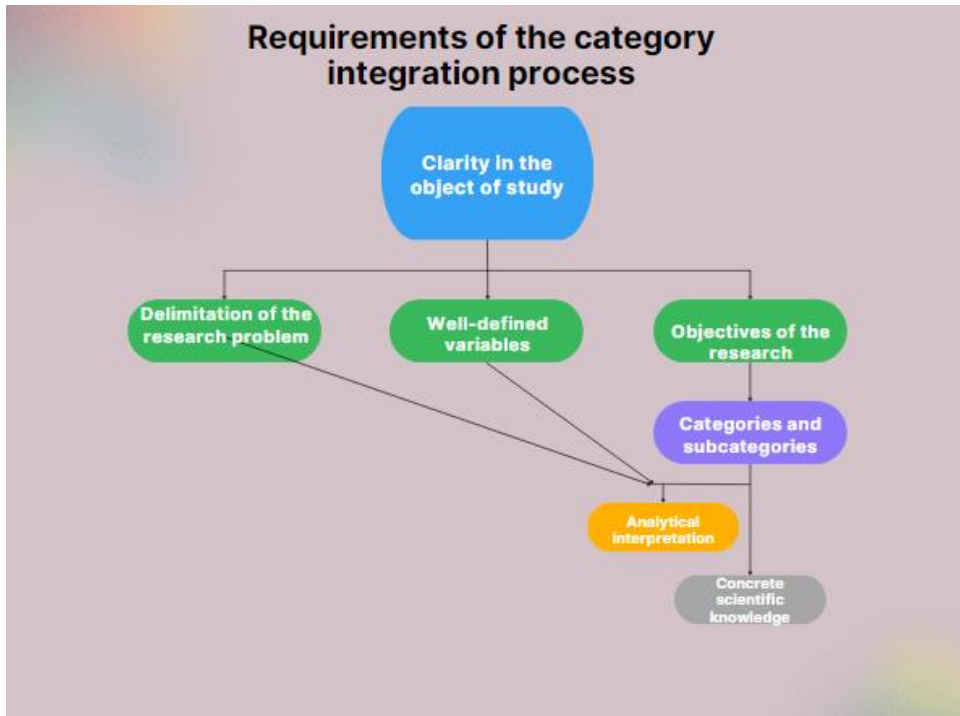 Requirements of the category
integration process
Clarity in the
object of study
Delimitation of the
research problem
Well-defined
variables
Objectives of the
research
Categories and
subcategories
Analytical
interpretation
Concrete
scientific
knowledge